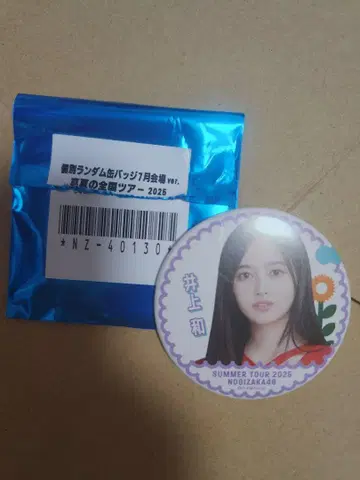 個別ランダム缶バッジ7月会場ver.
真夏の全国ツアー 2025
*NZ-40130*
井上 和
SUMMER TOUR 2025
NOGIZAKA46